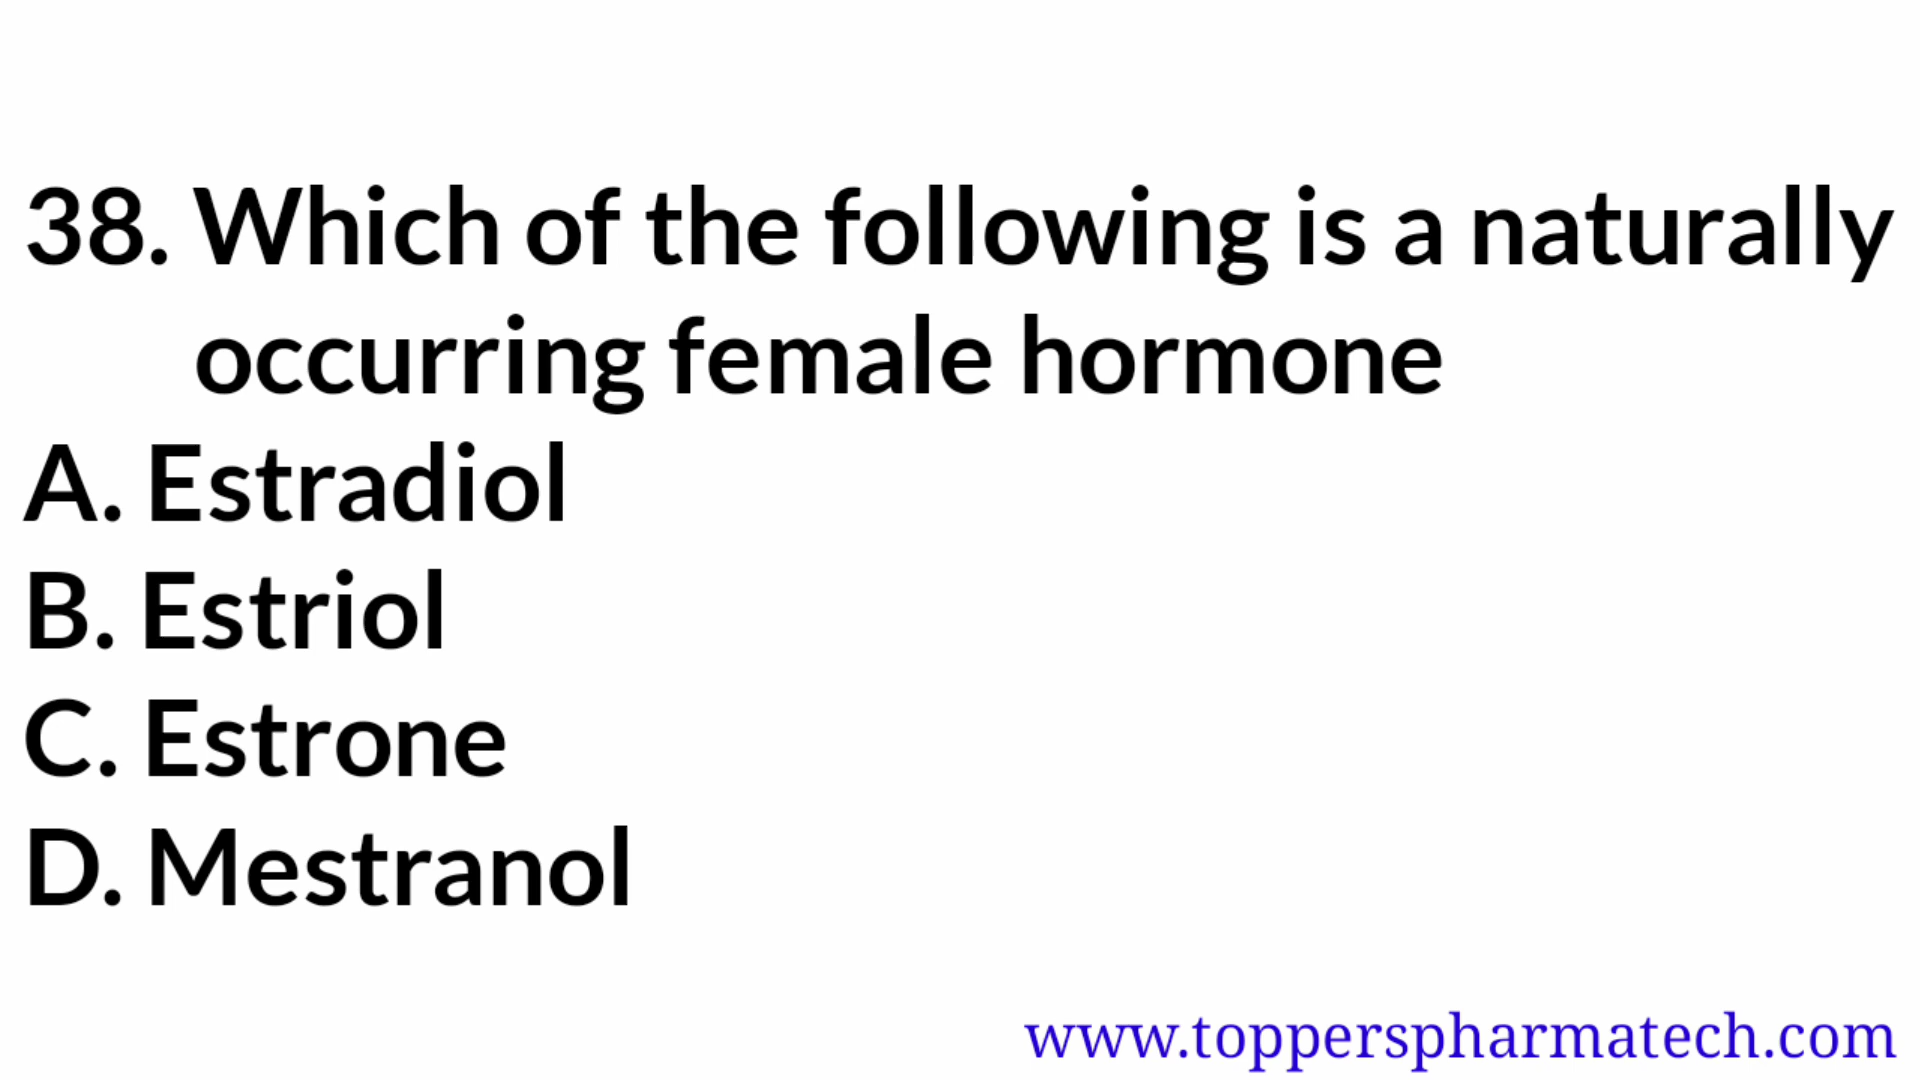 38. Which of the following is a naturally
occurring female hormone
A. Estradiol
B. Estriol
C. Estrone
D. Mestranol
www.topperspharmatech.com